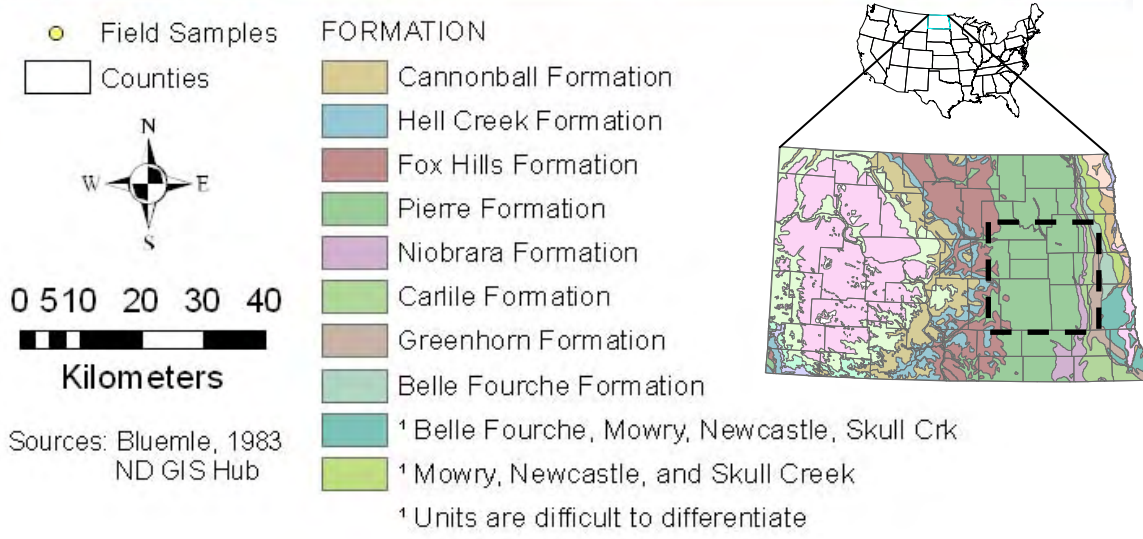 Field Samples
Counties
N
W E
S
0 510 20 30 40
Kilometers
Sources: Bluemle, 1983
ND GIS Hub
FORMATION
Cannonball Formation
Hell Creek Formation
Fox Hills Formation
Pierre Formation
Niobrara Formation
Carlile Formation
Greenhorn Formation
Belle Fourche Formation
¹ Belle Fourche, Mowry, Newcastle, Skull Crk
¹ Mowry, Newcastle, and Skull Creek
¹ Units are difficult to differentiate